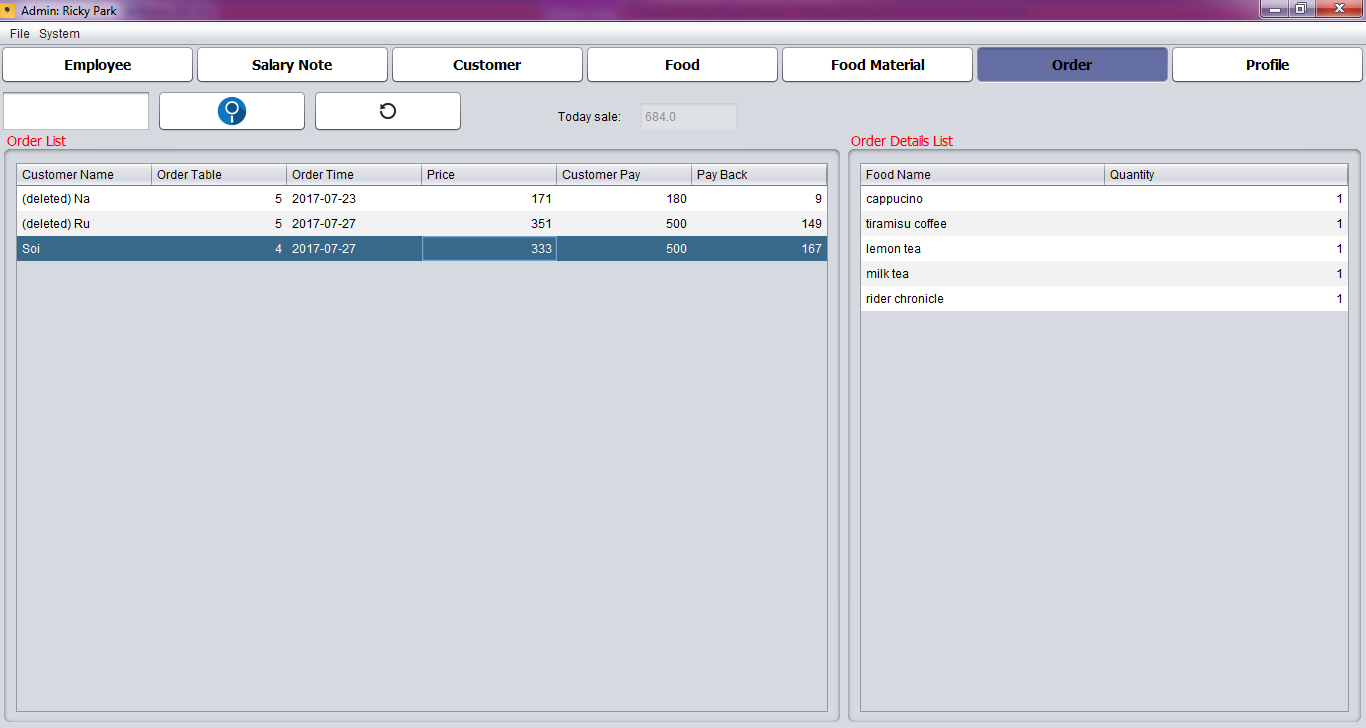 Admin: Ricky Park
File System
Employee Salary Note Customer Food Food Material Order Profile
Today sale: 684.0
Order List
Customer Name Order Table Order Time Price Customer Pay Pay Back
(deleted) Na 5 2017-07-23 171 180 9
(deleted) Ru 5 2017-07-27 351 500 149
Soi 4 2017-07-27 333 500 167
Order Details List
Food Name Quantity
cappucino 1
tiramisu coffee 1
lemon tea 1
milk tea 1
rider chronicle 1